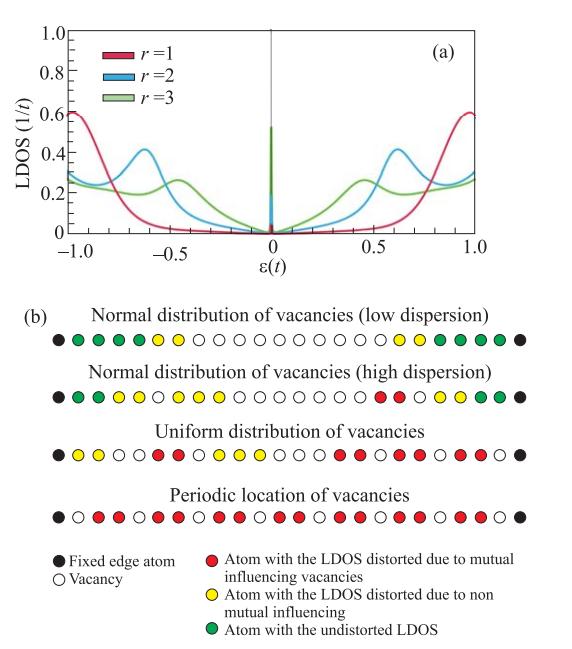 1.0
(a)
r =1
0.8
r =2
r =3
0.6
LDOS (1/t)
0.4
0.2
0
−1.0
−0.5
0
0.5
1.0
ε(t)
(b)
Normal distribution of vacancies (low dispersion)
Normal distribution of vacancies (high dispersion)
Uniform distribution of vacancies
Periodic location of vacancies
Fixed edge atom
Vacancy
Atom with the LDOS distorted due to mutual
influencing vacancies
Atom with the LDOS distorted due to non
mutual influencing
Atom with the undistorted LDOS